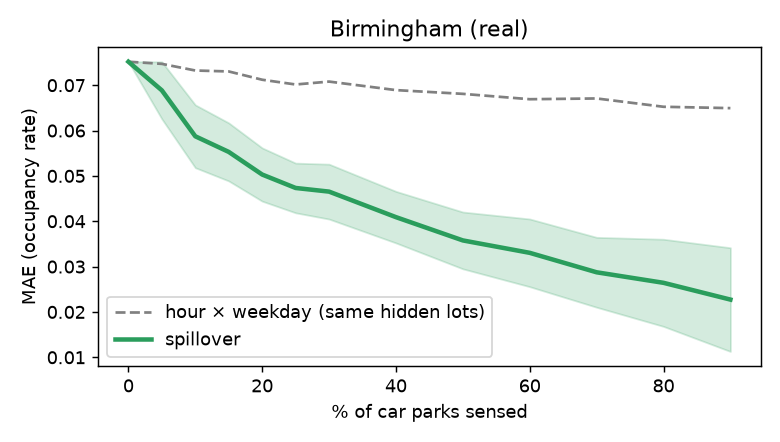 Birmingham (real)
MAE (occupancy rate)
0.07
0.06
0.05
0.04
0.03
0.02
0.01
hour × weekday (same hidden lots)
spillover
0 20 40 60 80
% of car parks sensed